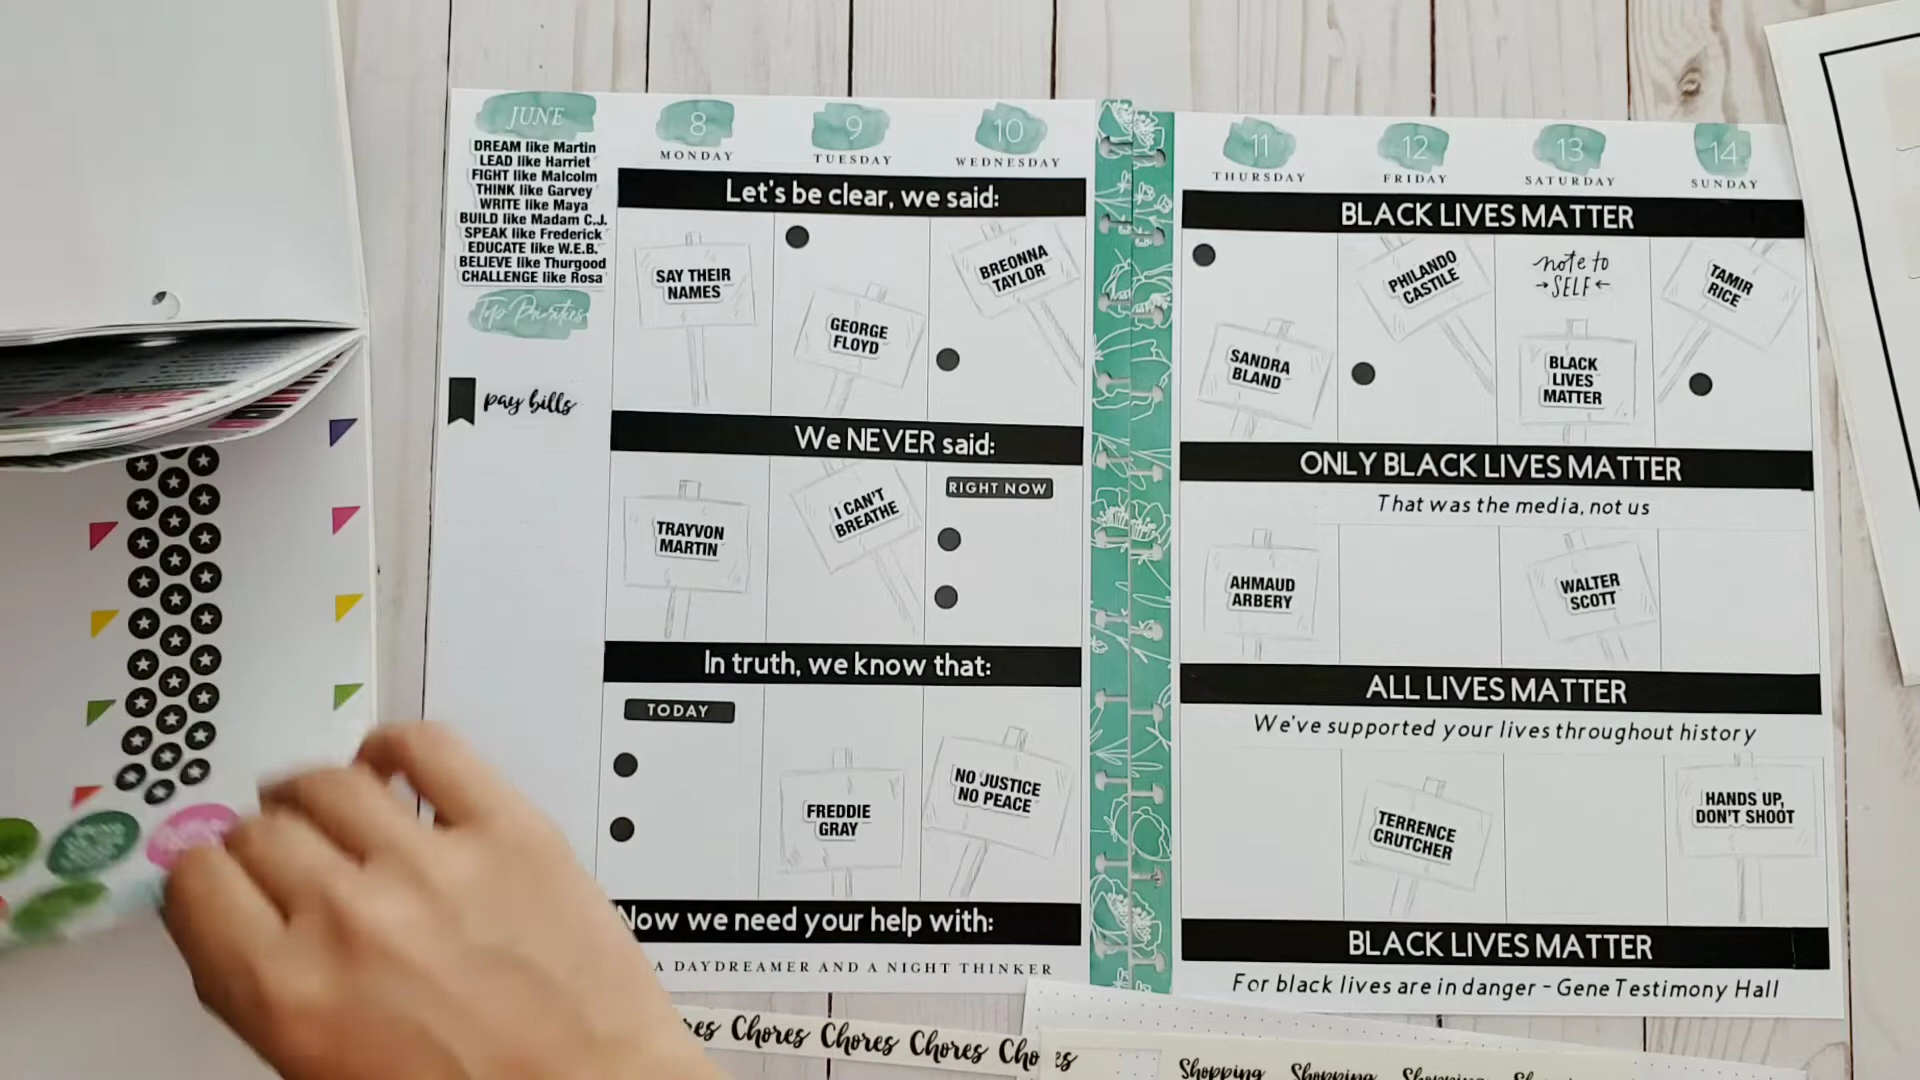 JUNE
DREAM like Martin
LEAD like Harriet
FIGHT like Malcolm
THINK like Garvey
WRITE like Maya
BUILD like Madam C.J.
SPEAK like Frederick
EDUCATE like W.E.B.
BELIEVE like Thurgood
CHALLENGE like Rosa
Top Priorities
pay bills
8
MONDAY
9
TUESDAY
10
WEDNESDAY
Let's be clear, we said:
SAY THEIR
NAMES
GEORGE
FLOYD
BREONNA
TAYLOR
We NEVER said:
TRAYVON
MARTIN
I CAN'T
BREATHE
RIGHT NOW
In truth, we know that:
TODAY
FREDDIE
GRAY
NO JUSTICE
NO PEACE
Now we need your help with:
A DAYDREAMER AND A NIGHT THINKER
11
THURSDAY
12
FRIDAY
13
SATURDAY
14
SUNDAY
BLACK LIVES MATTER
SANDRA
BLAND
PHILANDO
CASTILE
note to
SELF
BLACK
LIVES
MATTER
TAMIR
RICE
ONLY BLACK LIVES MATTER
That was the media, not us
AHMAUD
ARBERY
WALTER
SCOTT
ALL LIVES MATTER
We've supported your lives throughout history
TERRENCE
CRUTCHER
HANDS UP,
DON'T SHOOT
BLACK LIVES MATTER
For black lives are in danger - Gene Testimony Hall
Chores Chores Chores
Shopping Shopping